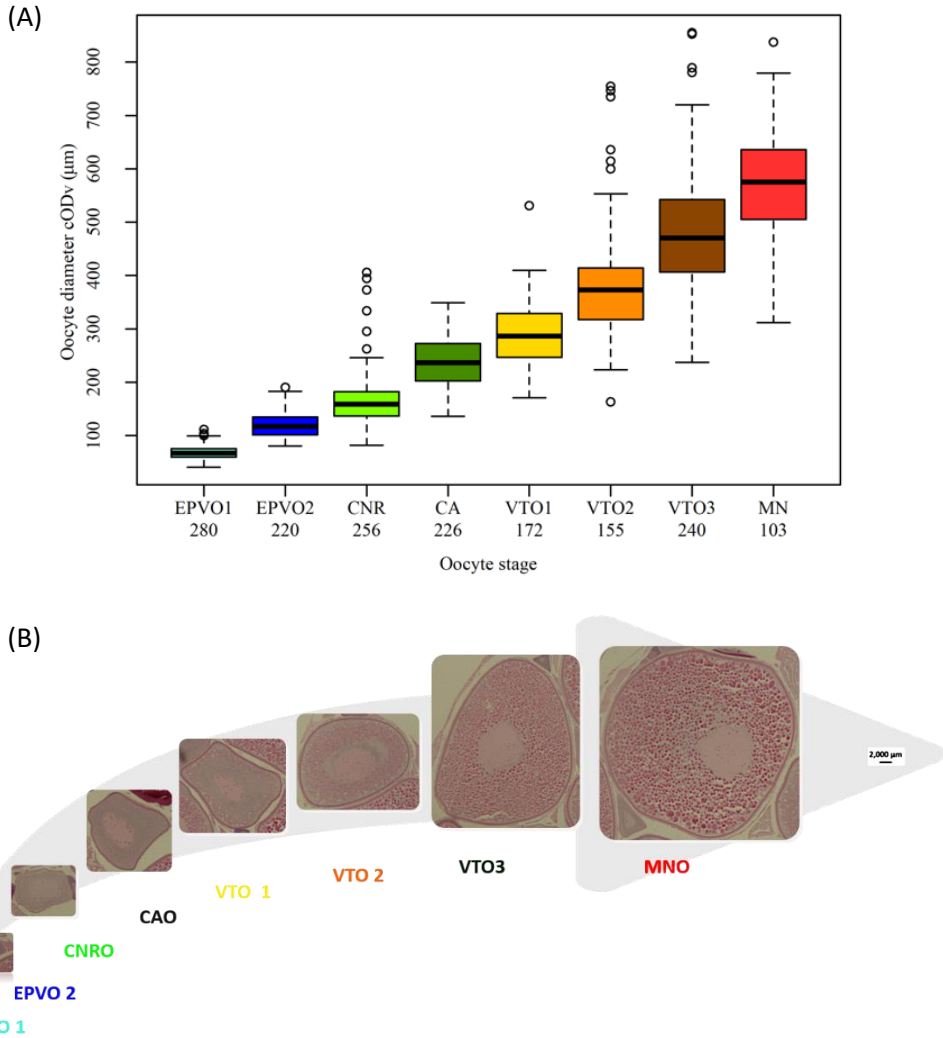 (A)
Oocyte diameter cODv (µm)
800
700
600
500
400
300
200
100
EPVO1 EPVO2 CNR CA VTO1 VTO2 VTO3 MN
280 220 256 226 172 155 240 103
Oocyte stage
(B)
2,000 µm
VTO3
MNO
VTO 2
VTO 1
CAO
CNRO
EPVO 2
O 1